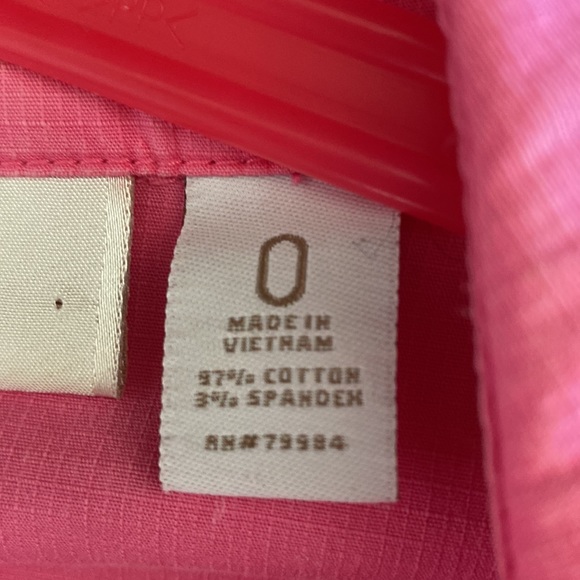 0
MADE IN
VIETNAM
97% COTTON
3% SPANDEX
RN#79984